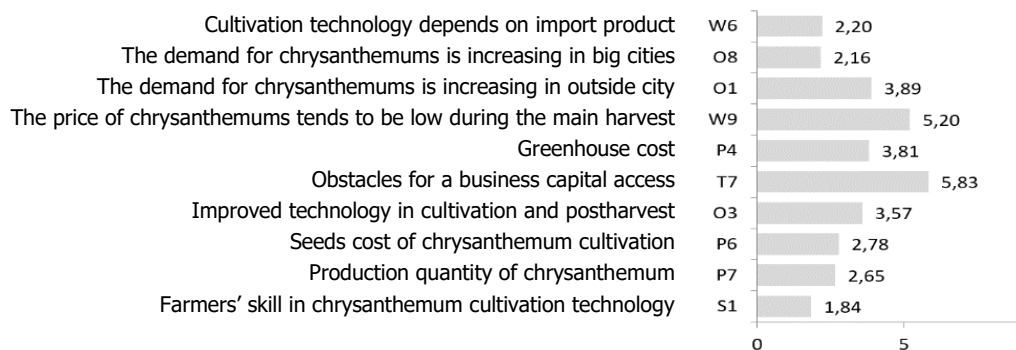 Cultivation technology depends on import product W6 2,20
The demand for chrysanthemums is increasing in big cities O8 2,16
The demand for chrysanthemums is increasing in outside city O1 3,89
The price of chrysanthemums tends to be low during the main harvest W9 5,20
Greenhouse cost P4 3,81
Obstacles for a business capital access T7 5,83
Improved technology in cultivation and postharvest O3 3,57
Seeds cost of chrysanthemum cultivation P6 2,78
Production quantity of chrysanthemum P7 2,65
Farmers’ skill in chrysanthemum cultivation technology S1 1,84
0 5